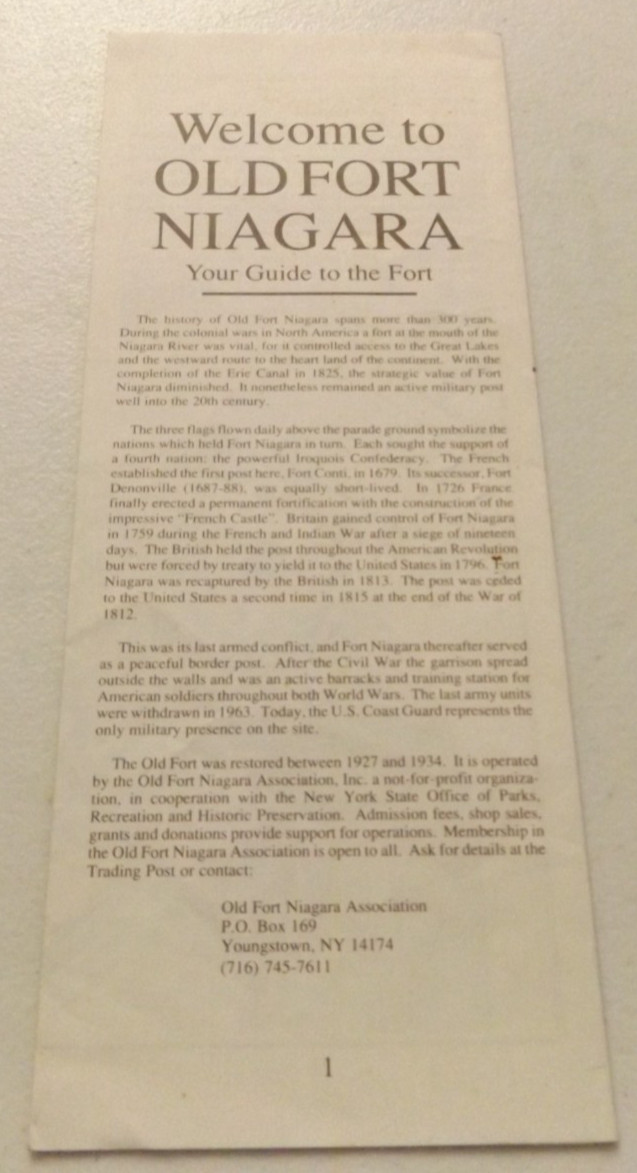 Welcome to
OLD FORT
NIAGARA
Your Guide to the Fort
The history of Old Fort Niagara spans more than 300 years.
During the colonial wars in North America a fort at the mouth of the
Niagara River was vital, for it controlled access to the Great Lakes
and the westward route to the heart land of the continent. With the
completion of the Erie Canal in 1825, the strategic value of Fort
Niagara diminished. It nonetheless remained an active military post
well into the 20th century.
The three flags flown daily above the parade ground symbolize the
nations which held Fort Niagara in turn. Each sought the support of
a fourth nation: the powerful Iroquois Confederacy. The French
established the first post here, Fort Conti, in 1679. Its successor, Fort
Denonville (1687-88), was equally short-lived. In 1726 France
finally erected a permanent fortification with the construction of the
impressive "French Castle". Britain gained control of Fort Niagara
in 1759 during the French and Indian War after a siege of nineteen
days. The British held the post throughout the American Revolution
but were forced by treaty to yield it to the United States in 1796. Fort
Niagara was recaptured by the British in 1813. The post was ceded
to the United States a second time in 1815 at the end of the War of
1812.
This was its last armed conflict, and Fort Niagara thereafter served
as a peaceful border post. After the Civil War the garrison spread
outside the walls and was an active barracks and training station for
American soldiers throughout both World Wars. The last army units
were withdrawn in 1963. Today, the U.S. Coast Guard represents the
only military presence on the site.
The Old Fort was restored between 1927 and 1934. It is operated
by the Old Fort Niagara Association, Inc. a not-for-profit organiza-
tion, in cooperation with the New York State Office of Parks,
Recreation and Historic Preservation. Admission fees, shop sales,
grants and donations provide support for operations. Membership in
the Old Fort Niagara Association is open to all. Ask for details at the
Trading Post or contact:
Old Fort Niagara Association
P.O. Box 169
Youngstown, NY 14174
(716) 745-7611
1